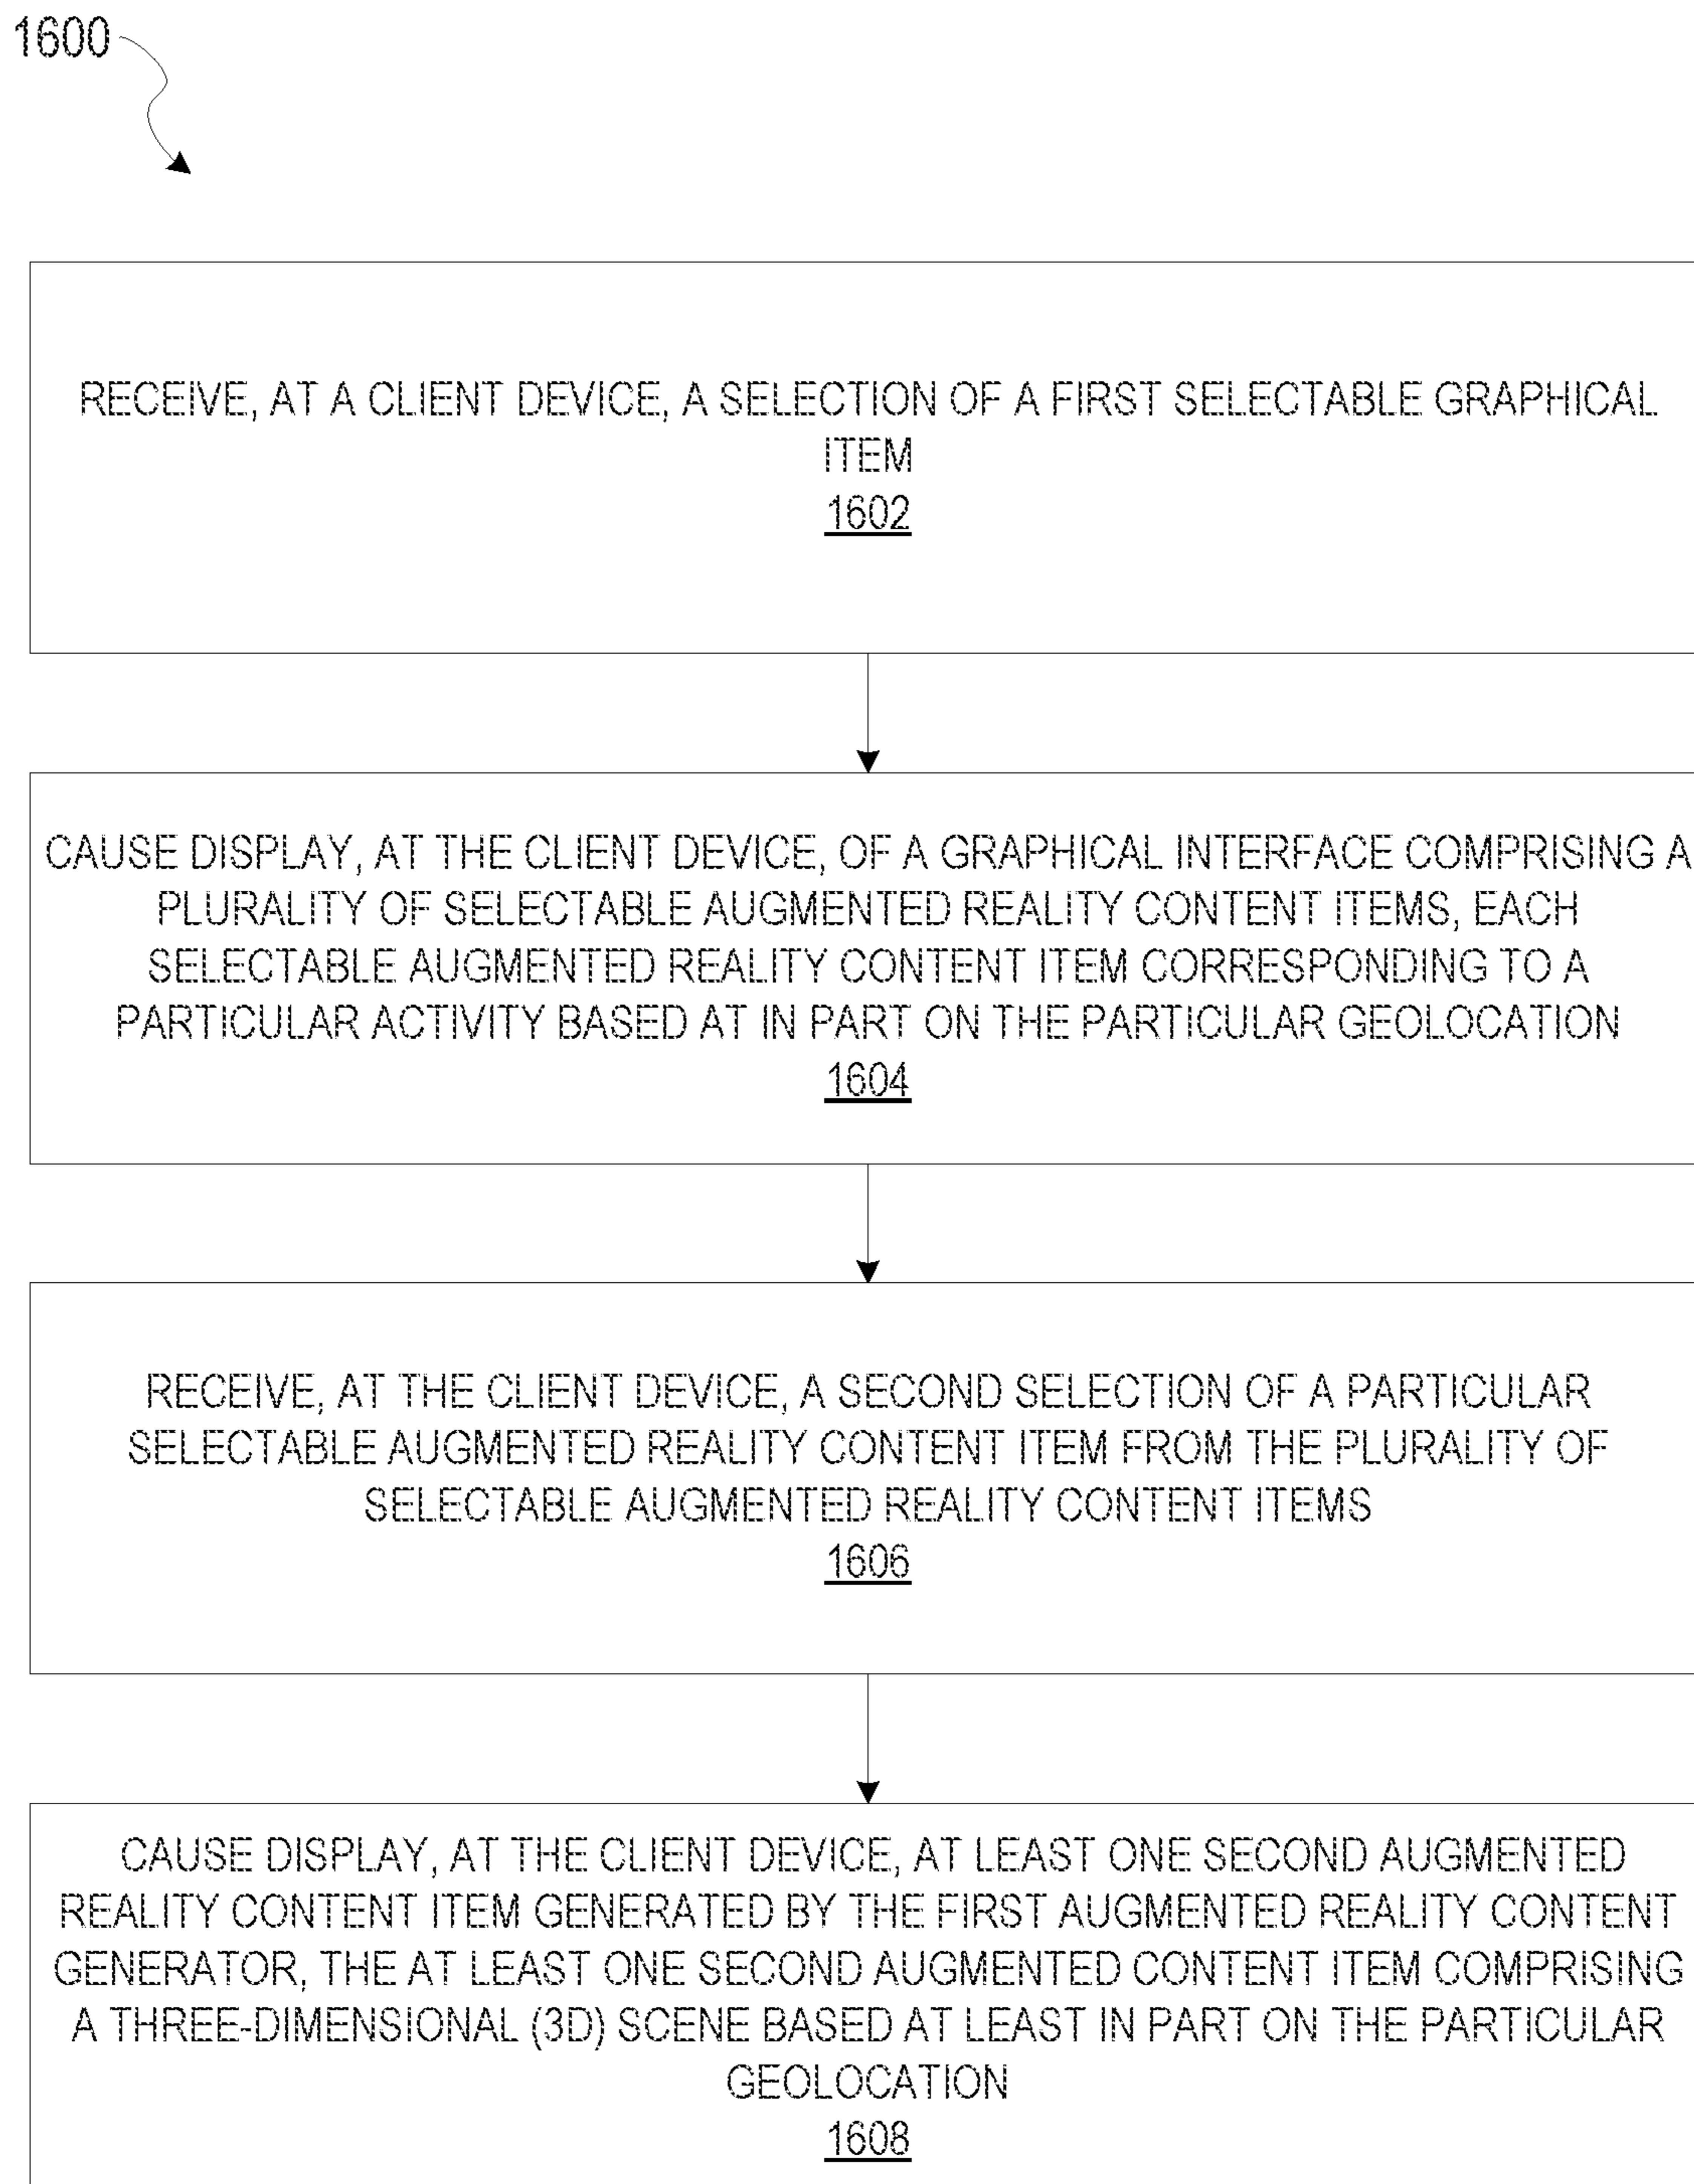 1600
RECEIVE, AT A CLIENT DEVICE, A SELECTION OF A FIRST SELECTABLE GRAPHICAL
ITEM
1602
CAUSE DISPLAY, AT THE CLIENT DEVICE, OF A GRAPHICAL INTERFACE COMPRISING A
PLURALITY OF SELECTABLE AUGMENTED REALITY CONTENT ITEMS, EACH
SELECTABLE AUGMENTED REALITY CONTENT ITEM CORRESPONDING TO A
PARTICULAR ACTIVITY BASED AT IN PART ON THE PARTICULAR GEOLOCATION
1604
RECEIVE, AT THE CLIENT DEVICE, A SECOND SELECTION OF A PARTICULAR
SELECTABLE AUGMENTED REALITY CONTENT ITEM FROM THE PLURALITY OF
SELECTABLE AUGMENTED REALITY CONTENT ITEMS
1606
CAUSE DISPLAY, AT THE CLIENT DEVICE, AT LEAST ONE SECOND AUGMENTED
REALITY CONTENT ITEM GENERATED BY THE FIRST AUGMENTED REALITY CONTENT
GENERATOR, THE AT LEAST ONE SECOND AUGMENTED CONTENT ITEM COMPRISING
A THREE-DIMENSIONAL (3D) SCENE BASED AT LEAST IN PART ON THE PARTICULAR
GEOLOCATION
1608